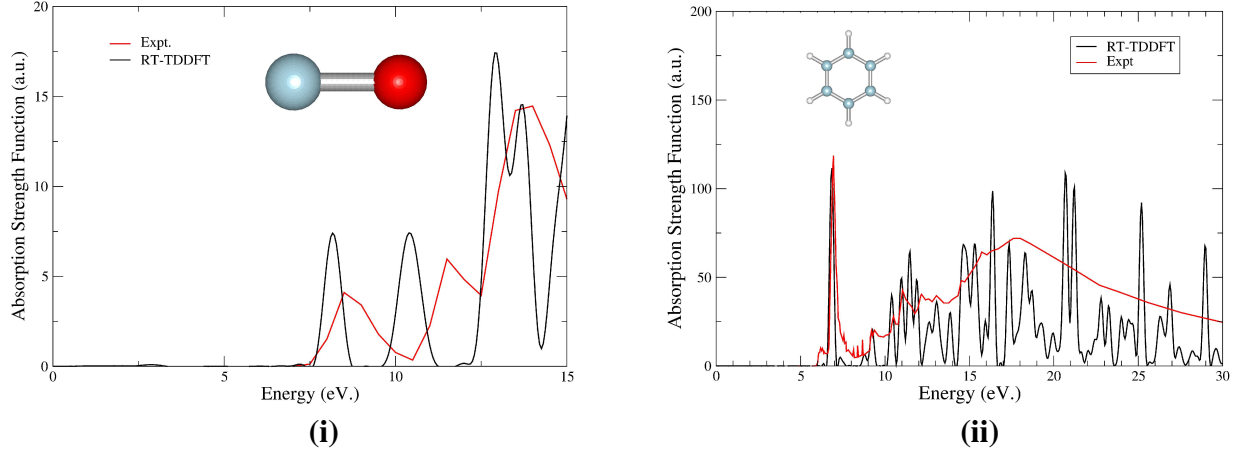 20
15
10
5
0
0
5
10
15
Absorption Strength Function (a.u.)
Energy (eV.)
Expt.
RT-TDDFT
(i)
200
150
100
50
0
0
5
10
15
20
25
30
Absorption Strength Function (a.u.)
Energy (eV.)
RT-TDDFT
Expt
(ii)